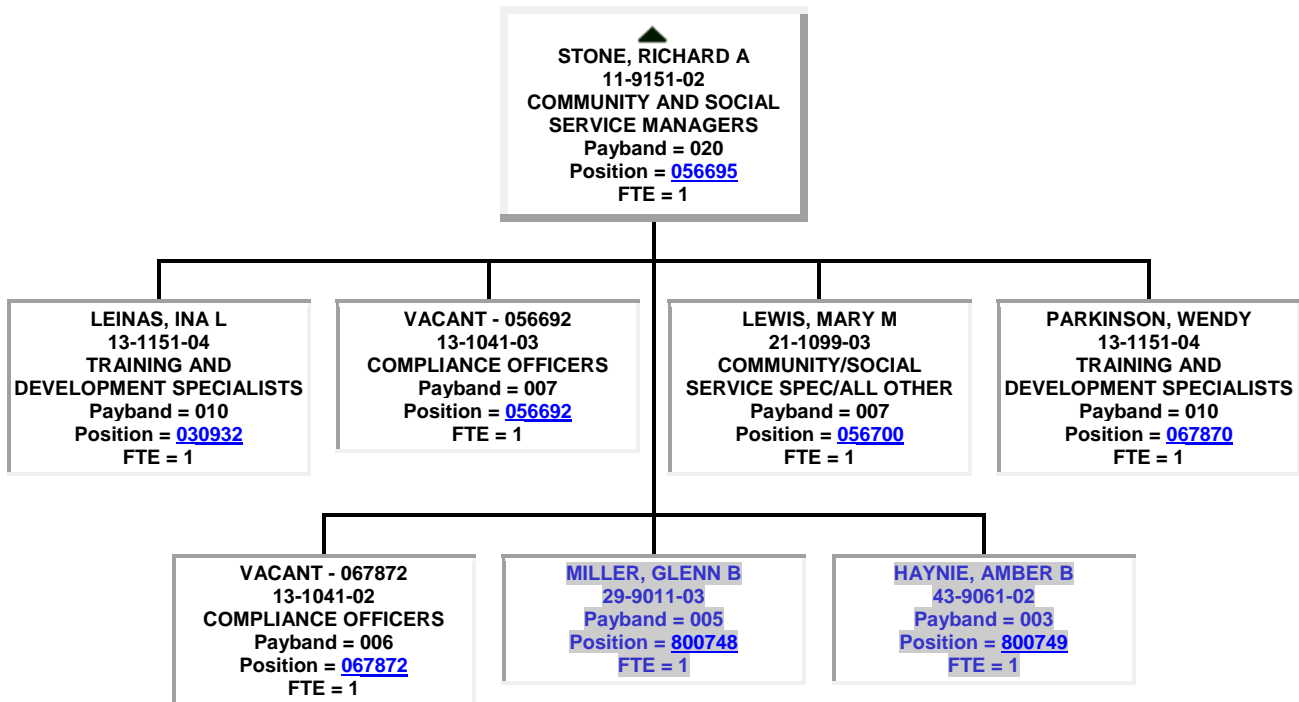 STONE, RICHARD A
11-9151-02
COMMUNITY AND SOCIAL
SERVICE MANAGERS
Payband = 020
Position = 056695
FTE = 1
LEINAS, INA L
13-1151-04
TRAINING AND
DEVELOPMENT SPECIALISTS
Payband = 010
Position = 030932
FTE = 1
VACANT - 056692
13-1041-03
COMPLIANCE OFFICERS
Payband = 007
Position = 056692
FTE = 1
LEWIS, MARY M
21-1099-03
COMMUNITY/SOCIAL
SERVICE SPEC/ALL OTHER
Payband = 007
Position = 056700
FTE = 1
PARKINSON, WENDY
13-1151-04
TRAINING AND
DEVELOPMENT SPECIALISTS
Payband = 010
Position = 067870
FTE = 1
VACANT - 067872
13-1041-02
COMPLIANCE OFFICERS
Payband = 006
Position = 067872
FTE = 1
MILLER, GLENN B
29-9011-03
Payband = 005
Position = 800748
FTE = 1
HAYNIE, AMBER B
43-9061-02
Payband = 003
Position = 800749
FTE = 1